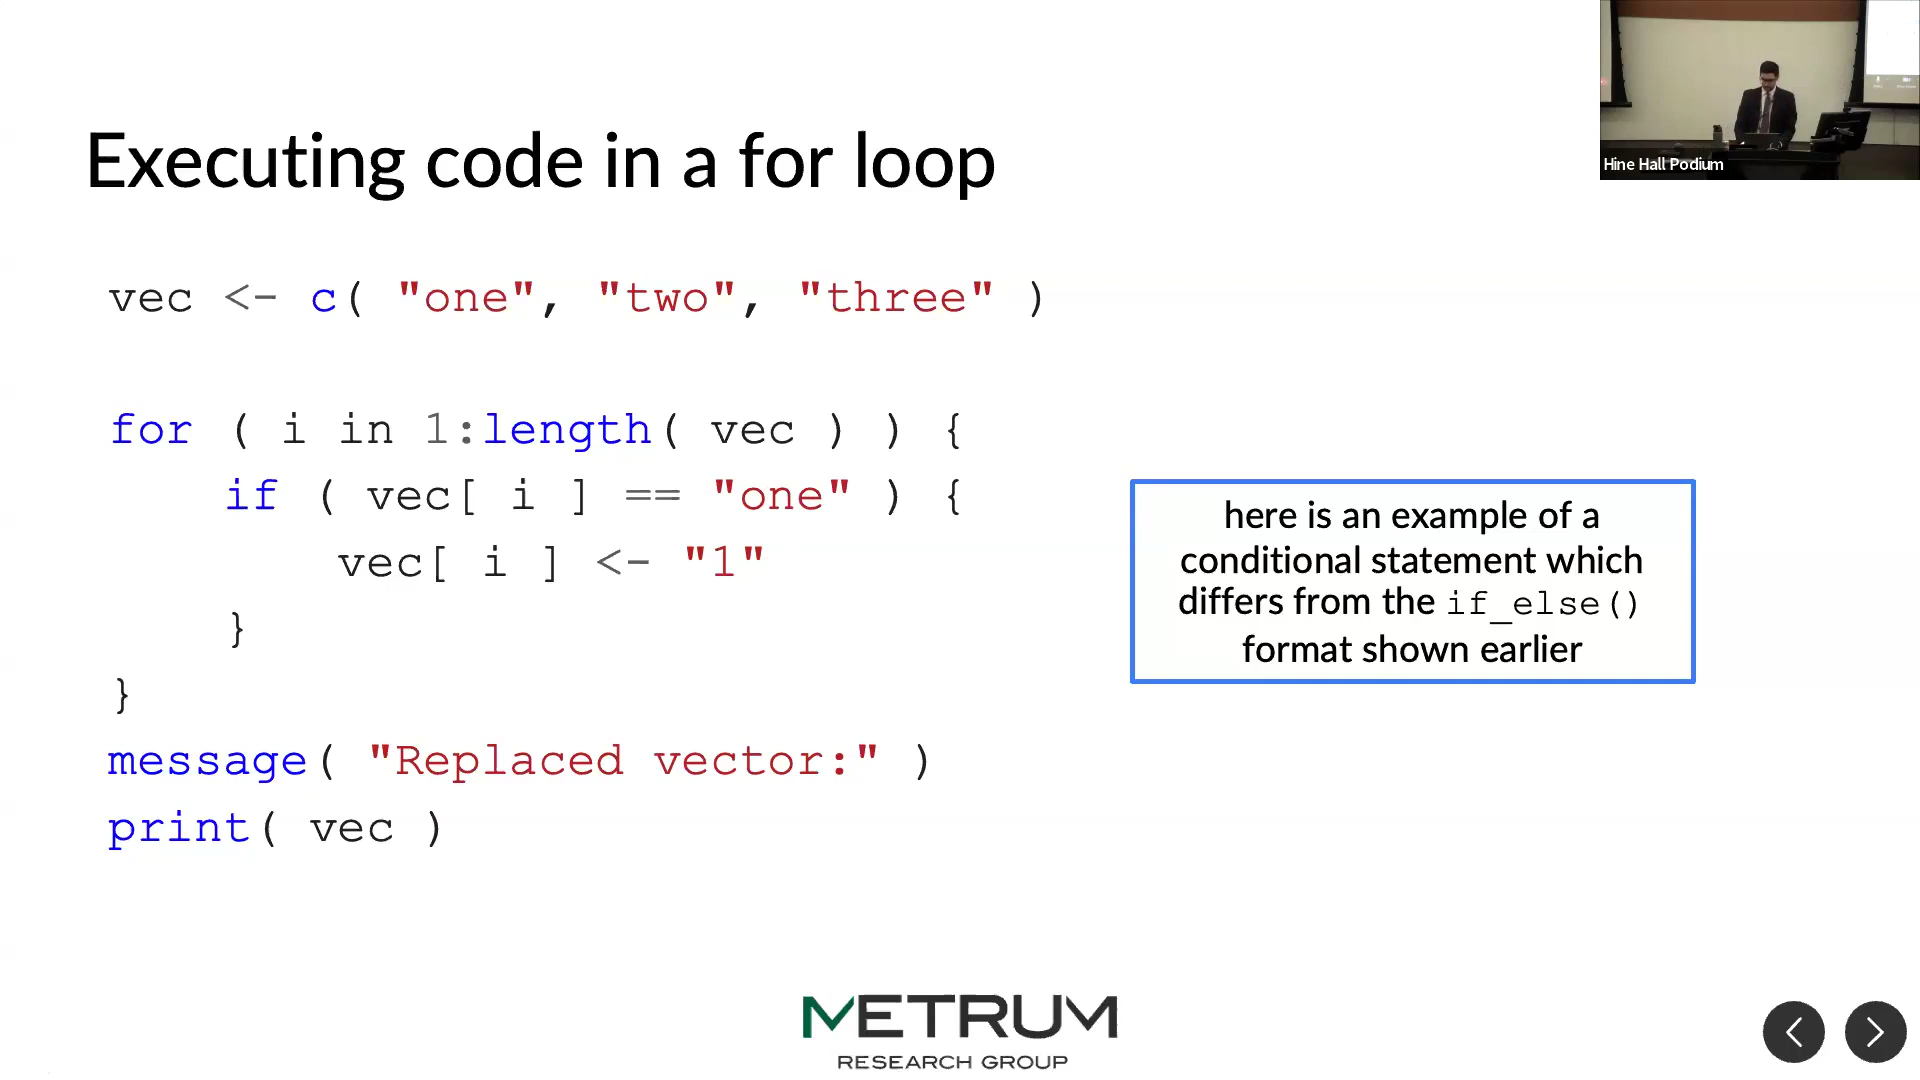 Executing code in a for loop
vec <- c( "one", "two", "three" )
for ( i in 1:length( vec ) ) {
if ( vec[ i ] == "one" ) {
vec[ i ] <- "1"
}
}
message( "Replaced vector:" )
print( vec )
here is an example of a
conditional statement which
differs from the if_else()
format shown earlier
Hine Hall Podium
METRUM
RESEARCH GROUP